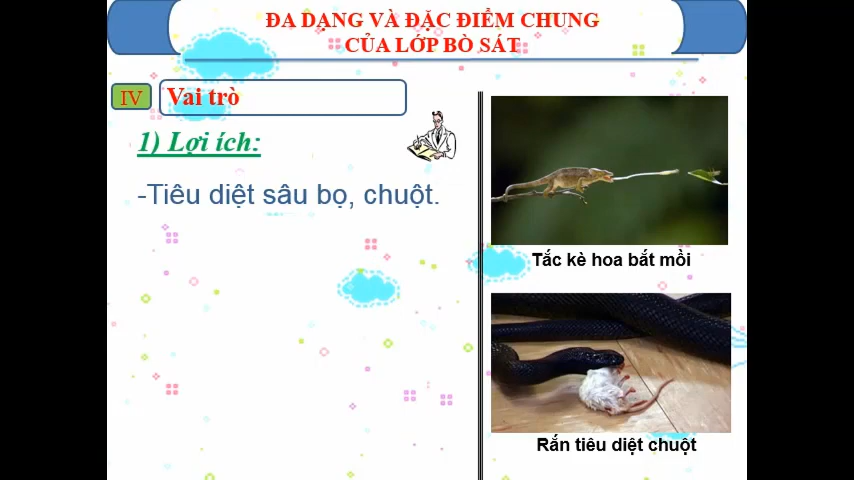 ĐA DẠNG VÀ ĐẶC ĐIỂM CHUNG
CỦA LỚP BÒ SÁT
IV
Vai trò
1) Lợi ích:
-Tiêu diệt sâu bọ, chuột.
Tắc kè hoa bắt mồi
Rắn tiêu diệt chuột